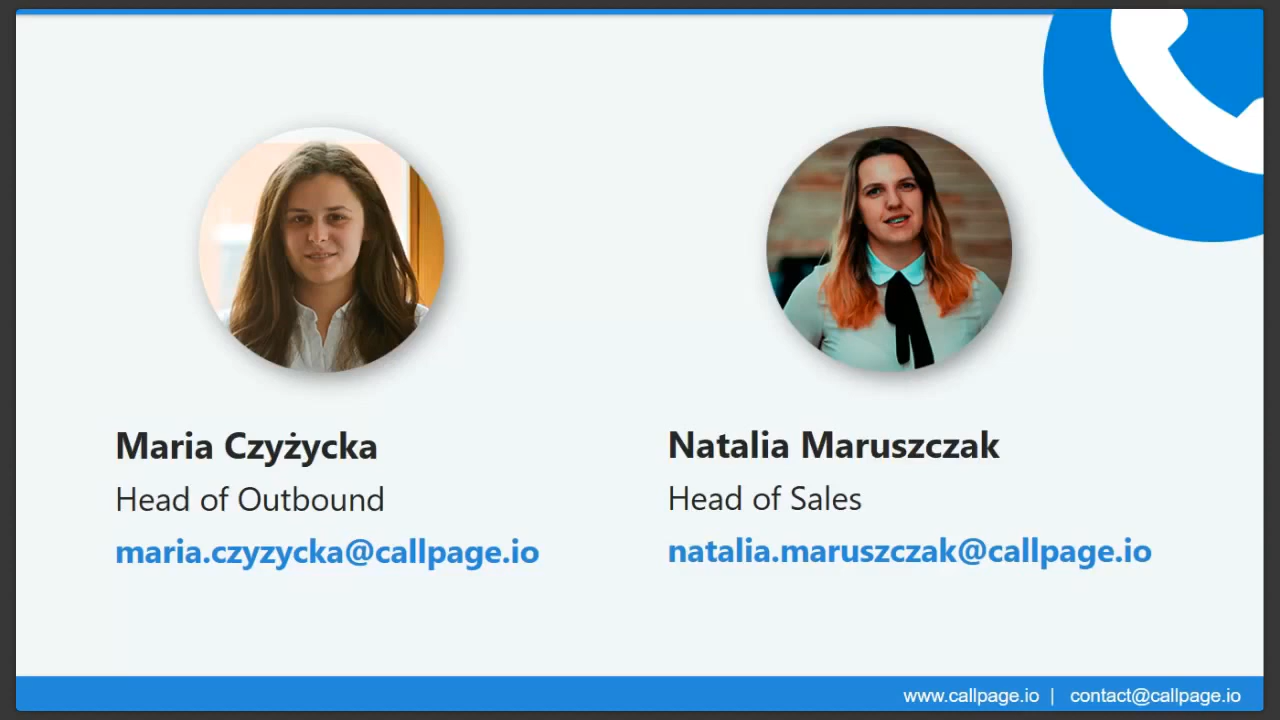 Maria Czyżycka
Head of Outbound
maria.czyzycka@callpage.io
Natalia Maruszczak
Head of Sales
natalia.maruszczak@callpage.io
www.callpage.io | contact@callpage.io